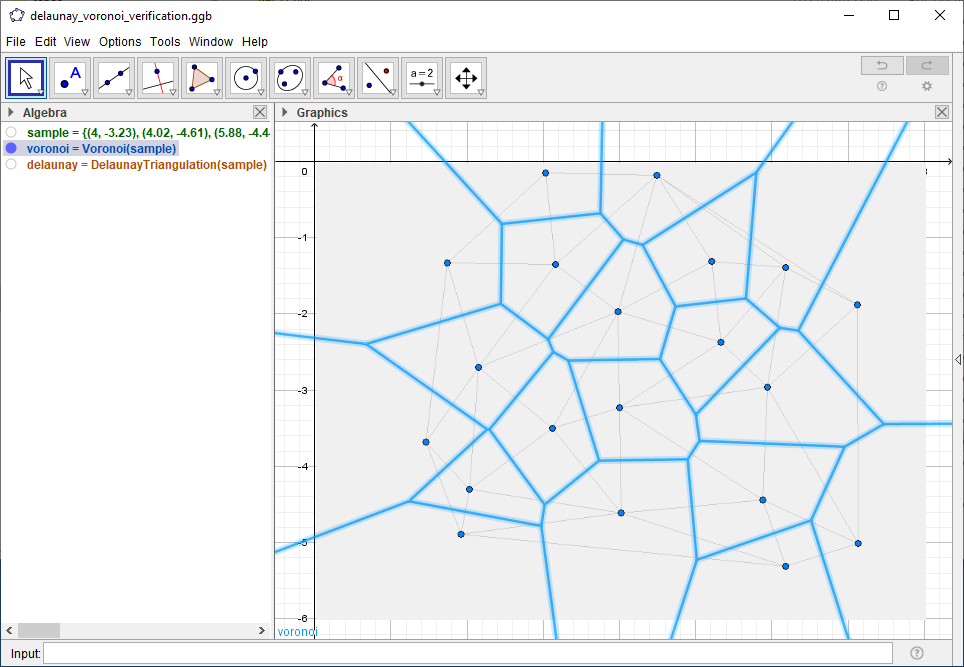 delaunay_voronoi_verification.ggb
File Edit View Options Tools Window Help
A
α
a=2
Algebra
Graphics
sample = {(4, -3.23), (4.02, -4.61), (5.88, -4.4
voronoi = Voronoi(sample)
delaunay = DelaunayTriangulation(sample)
0
-1
-2
-3
-4
-5
-6
voronoi
Input: